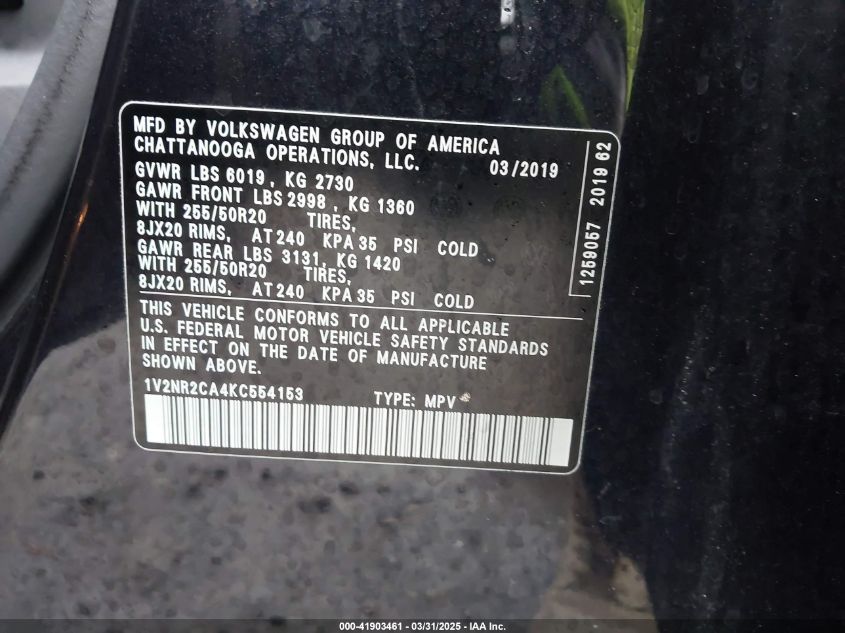 MFD BY VOLKSWAGEN GROUP OF AMERICA
CHATTANOOGA OPERATIONS, LLC. 03/2019
GVWR LBS 6019, KG 2730
GAWR FRONT LBS 2998, KG 1360
WITH 255/50R20 TIRES,
8JX20 RIMS, AT 240 KPA 35 PSI COLD
GAWR REAR LBS 3131, KG 1420
WITH 255/50R20 TIRES,
8JX20 RIMS, AT 240 KPA 35 PSI COLD
1259057 2019 62
THIS VEHICLE CONFORMS TO ALL APPLICABLE
U.S. FEDERAL MOTOR VEHICLE SAFETY STANDARDS
IN EFFECT ON THE DATE OF MANUFACTURE
SHOWN ABOVE.
1V2NR2CA4KC554153 TYPE: MPV
000-41903461 - 03/31/2025 - IAA Inc.